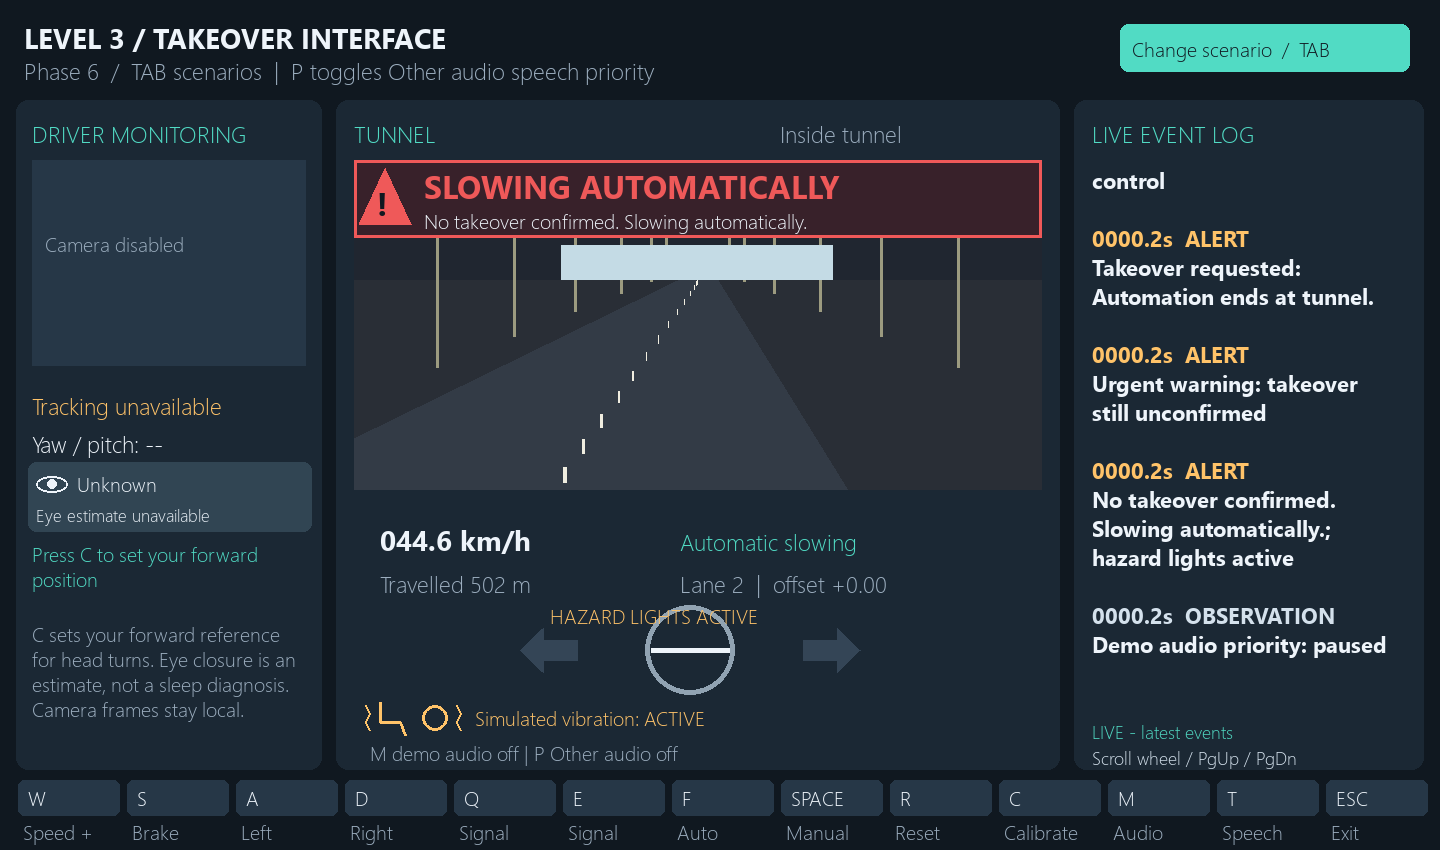 LEVEL 3 / TAKEOVER INTERFACE
Phase 6 / TAB scenarios | P toggles Other audio speech priority
Change scenario / TAB
DRIVER MONITORING
Camera disabled
Tracking unavailable
Yaw / pitch: --
Unknown
Eye estimate unavailable
Press C to set your forward
position
C sets your forward reference
for head turns. Eye closure is an
estimate, not a sleep diagnosis.
Camera frames stay local.
TUNNEL
Inside tunnel
!
SLOWING AUTOMATICALLY
No takeover confirmed. Slowing automatically.
044.6 km/h
Automatic slowing
Travelled 502 m
Lane 2 | offset +0.00
HAZARD LIGHTS ACTIVE
Simulated vibration: ACTIVE
M demo audio off | P Other audio off
LIVE EVENT LOG
control
0000.2s ALERT
Takeover requested:
Automation ends at tunnel.
0000.2s ALERT
Urgent warning: takeover
still unconfirmed
0000.2s ALERT
No takeover confirmed.
Slowing automatically.;
hazard lights active
0000.2s OBSERVATION
Demo audio priority: paused
LIVE - latest events
Scroll wheel / PgUp / PgDn
W S A D Q E F SPACE R C M T ESC
Speed + Brake Left Right Signal Signal Auto Manual Reset Calibrate Audio Speech Exit